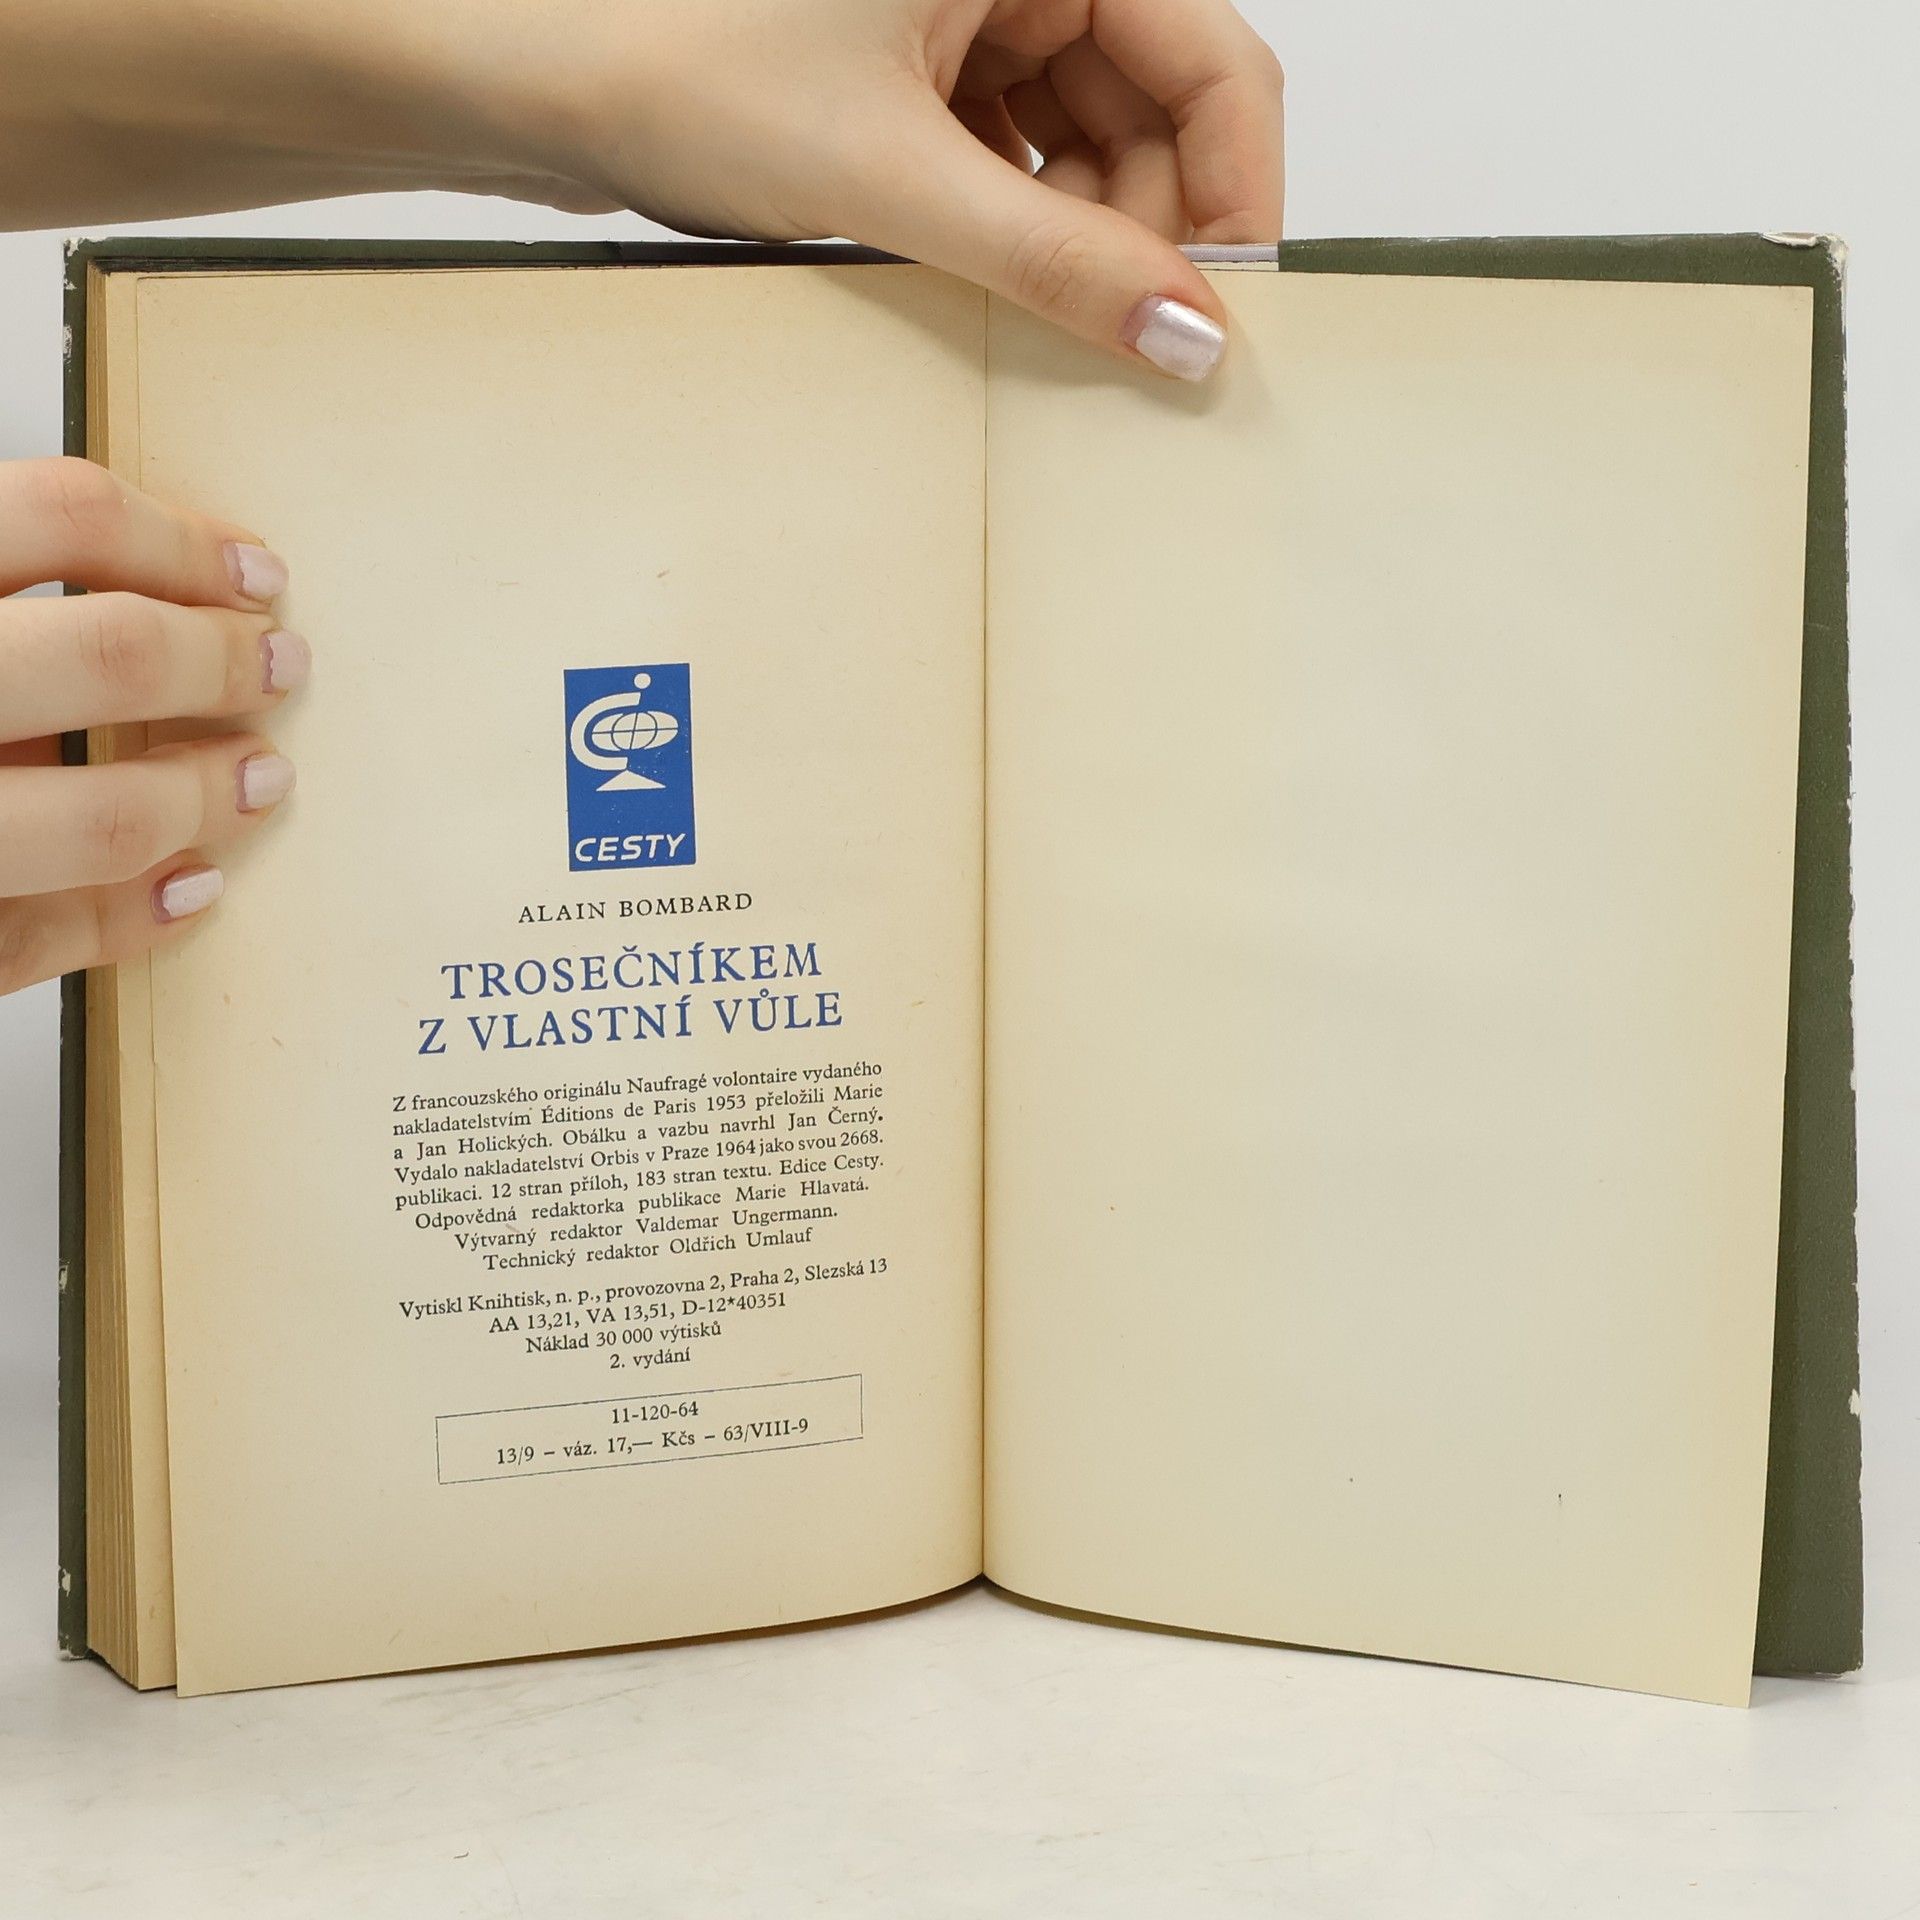 CESTY
ALAIN BOMBARD
TROSEČNÍKEM
Z VLASTNÍ VŮLE
Z francouzského originálu Naufragé volontaire vydaného
nakladatelstvím Éditions de Paris 1953 přeložili Marie
a Jan Holických. Obálku a vazbu navrhl Jan Černý.
Vydalo nakladatelství Orbis v Praze 1964 jako svou 2668.
publikaci. 12 stran příloh, 183 stran textu. Edice Cesty.
Odpovědná redaktorka publikace Marie Hlavatá.
Výtvarný redaktor Valdemar Ungermann.
Technický redaktor Oldřich Umlauf
Vytiskl Knihtisk, n. p., provozovna 2, Praha 2, Slezská 13
AA 13,21, VA 13,51, D-12*40351
Náklad 30 000 výtisků
2. vydání
11-120-64
13/9 – váz. 17,— Kčs – 63/VIII-9